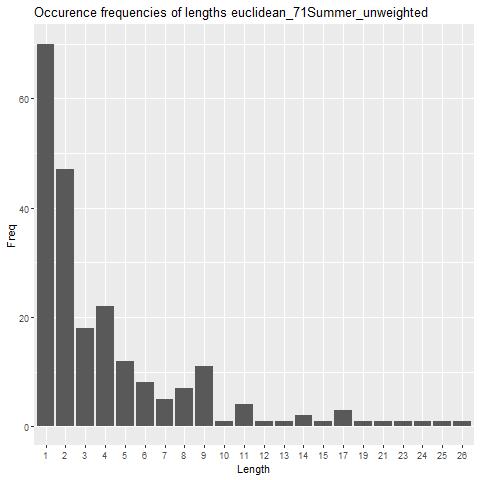 Occurence frequencies of lengths euclidean_71Summer_unweighted
Freq
60
40
20
0
1 2 3 4 5 6 7 8 9 10 11 12 13 14 15 17 19 21 23 24 25 26
Length